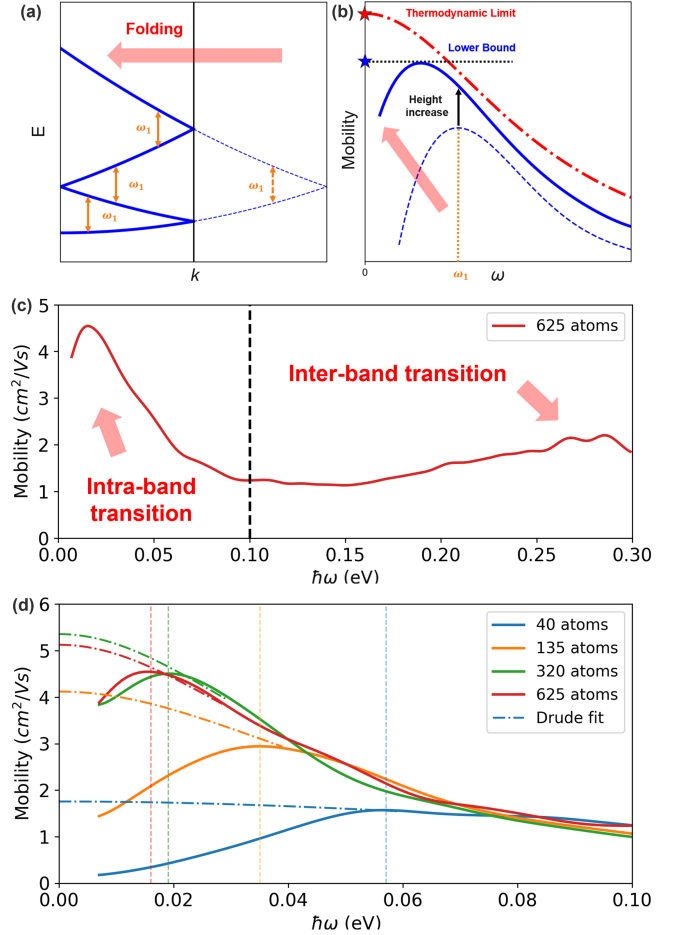 (a)
Folding
ω₁
ω₁
ω₁
ω₁
E
k
(b)
Thermodynamic Limit
Lower Bound
Height
increase
Mobility
0
ω₁
ω
(c)
625 atoms
Inter-band transition
Intra-band
transition
Mobility (cm²/Vs)
5
4
3
2
1
0
0.00 0.05 0.10 0.15 0.20 0.25 0.30
ħω (eV)
(d)
40 atoms
135 atoms
320 atoms
625 atoms
Drude fit
Mobility (cm²/Vs)
6
5
4
3
2
1
0
0.00 0.02 0.04 0.06 0.08 0.10
ħω (eV)